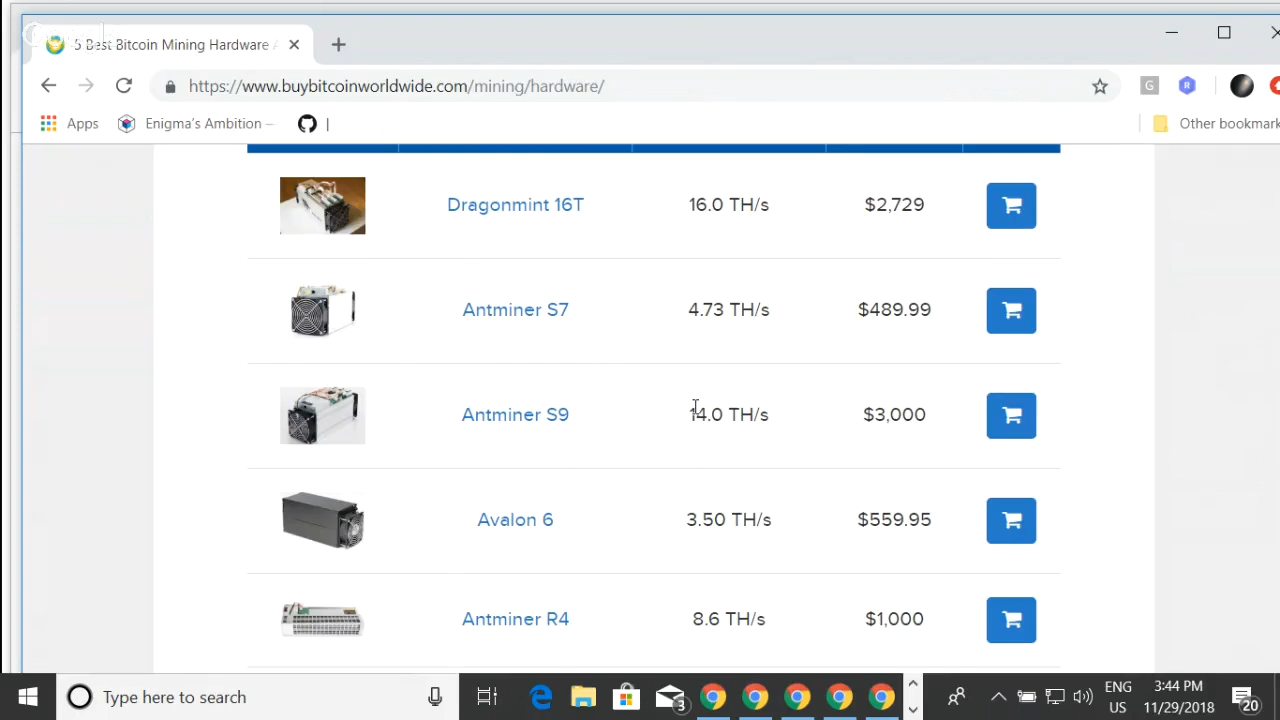 5 Best Bitcoin Mining Hardware
https://www.buybitcoinworldwide.com/mining/hardware/
G R
Apps Enigma's Ambition – | Other bookmark
Dragonmint 16T 16.0 TH/s $2,729
Antminer S7 4.73 TH/s $489.99
Antminer S9 14.0 TH/s $3,000
Avalon 6 3.50 TH/s $559.95
Antminer R4 8.6 TH/s $1,000
Type here to search 3 ENG 3:44 PM
US 11/29/2018 20